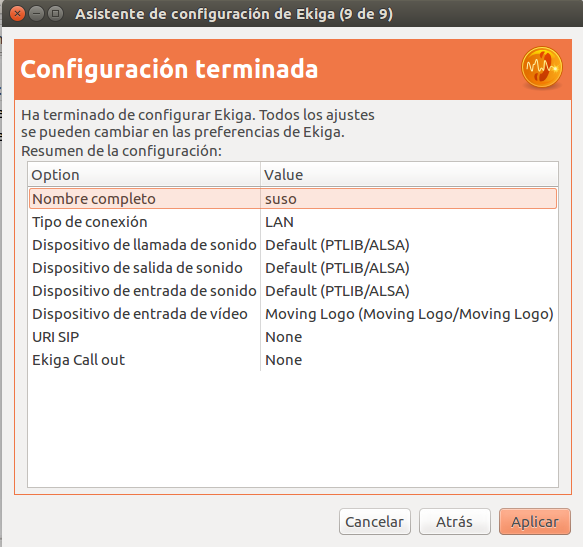 Asistente de configuración de Ekiga (9 de 9)
Configuración terminada
Ha terminado de configurar Ekiga. Todos los ajustes
se pueden cambiar en las preferencias de Ekiga.
Resumen de la configuración:
Option Value
Nombre completo suso
Tipo de conexión LAN
Dispositivo de llamada de sonido Default (PTLIB/ALSA)
Dispositivo de salida de sonido Default (PTLIB/ALSA)
Dispositivo de entrada de sonido Default (PTLIB/ALSA)
Dispositivo de entrada de vídeo Moving Logo (Moving Logo/Moving Logo)
URI SIP None
Ekiga Call out None
Cancelar Atrás Aplicar